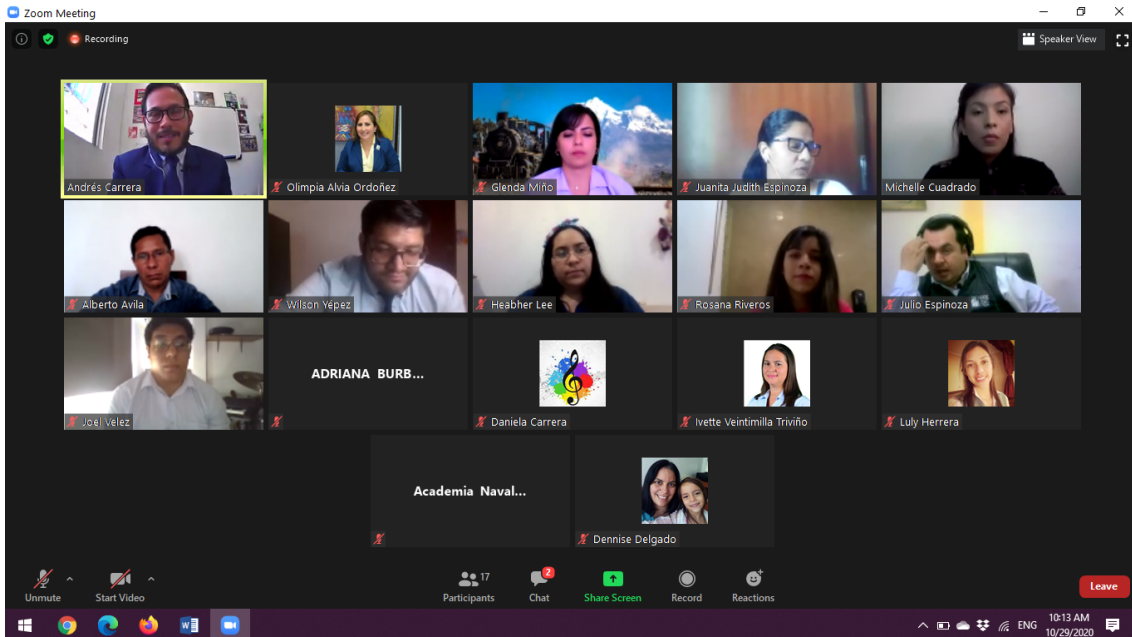 Zoom Meeting
Recording
Speaker View
Andrés Carrera
Olimpia Alvia Ordoñez
Glenda Miño
Juanita Judith Espinoza
Michelle Cuadrado
Alberto Avila
Wilson Yépez
Heabher Lee
Rosana Riveros
Julio Espinoza
Joel Velez
ADRIANA BURB...
Daniela Carrera
Ivette Veintimilla Triviño
Luly Herrera
Academia Naval...
Dennise Delgado
Unmute
Start Video
17
Participants
2
Chat
Share Screen
Record
Reactions
Leave
ENG
10:13 AM
10/29/2020